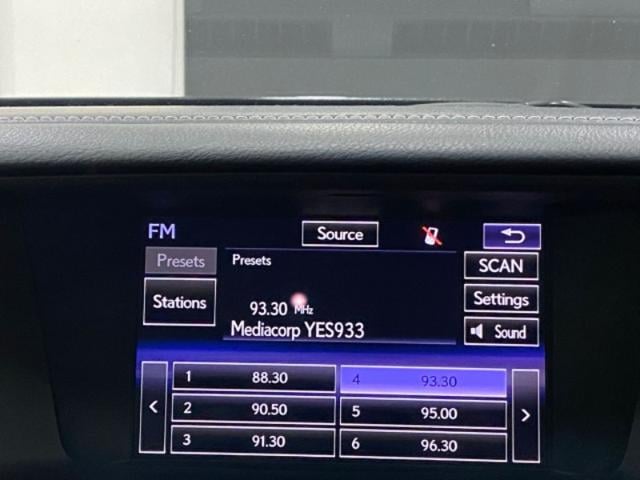 FM
Source
Presets
Presets
SCAN
Stations
93.30 MHz
Settings
Mediacorp YES933
Sound
1 88.30
4 93.30
2 90.50
5 95.00
3 91.30
6 96.30